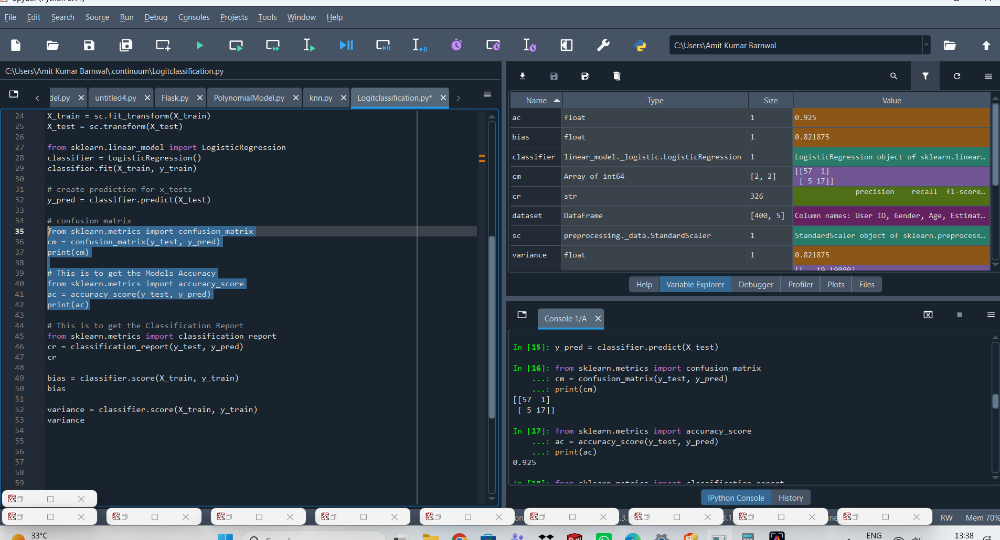 File Edit Search Source Run Debug Consoles Projects Tools Window Help
C:\Users\Amit Kumar Barnwal
C:\Users\Amit Kumar Barnwal\.continuum\Logitclassification.py
del.py untitled4.py Flask.py PolynomialModel.py knn.py Logitclassification.py*
24 X_train = sc.fit_transform(X_train)
25 X_test = sc.transform(X_test)
26
27 from sklearn.linear_model import LogisticRegression
28 classifier = LogisticRegression()
29 classifier.fit(X_train, y_train)
30
31 # create prediction for x_tests
32 y_pred = classifier.predict(X_test)
33
34 # confusion matrix
35 from sklearn.metrics import confusion_matrix
36 cm = confusion_matrix(y_test, y_pred)
37 print(cm)
38
39 # This is to get the Models Accuracy
40 from sklearn.metrics import accuracy_score
41 ac = accuracy_score(y_test, y_pred)
42 print(ac)
43
44 # This is to get the Classification Report
45 from sklearn.metrics import classification_report
46 cr = classification_report(y_test, y_pred)
47 cr
48
49 bias = classifier.score(X_train, y_train)
50 bias
51
52 variance = classifier.score(X_train, y_train)
53 variance
54
55
56
57
58
59
Name Type Size Value
ac float 1 0.925
bias float 1 0.821875
classifier linear_model._logistic.LogisticRegression 1 LogisticRegression object of sklearn.linear…
cm Array of int64 [2, 2] [[57 1]
[ 5 17]]
cr str 326 precision recall f1-score…
dataset DataFrame [400, 5] Column names: User ID, Gender, Age, Estimat…
sc preprocessing._data.StandardScaler 1 StandardScaler object of sklearn.preprocess…
variance float 1 0.821875
Help Variable Explorer Debugger Profiler Plots Files
Console 1/A
In [15]: y_pred = classifier.predict(X_test)
In [16]: from sklearn.metrics import confusion_matrix
...: cm = confusion_matrix(y_test, y_pred)
...: print(cm)
[[57 1]
[ 5 17]]
In [17]: from sklearn.metrics import accuracy_score
...: ac = accuracy_score(y_test, y_pred)
...: print(ac)
0.925
In [18]: from sklearn.metrics import classification_report
IPython Console History
RW Mem 70%
33°C
ENG
13:38